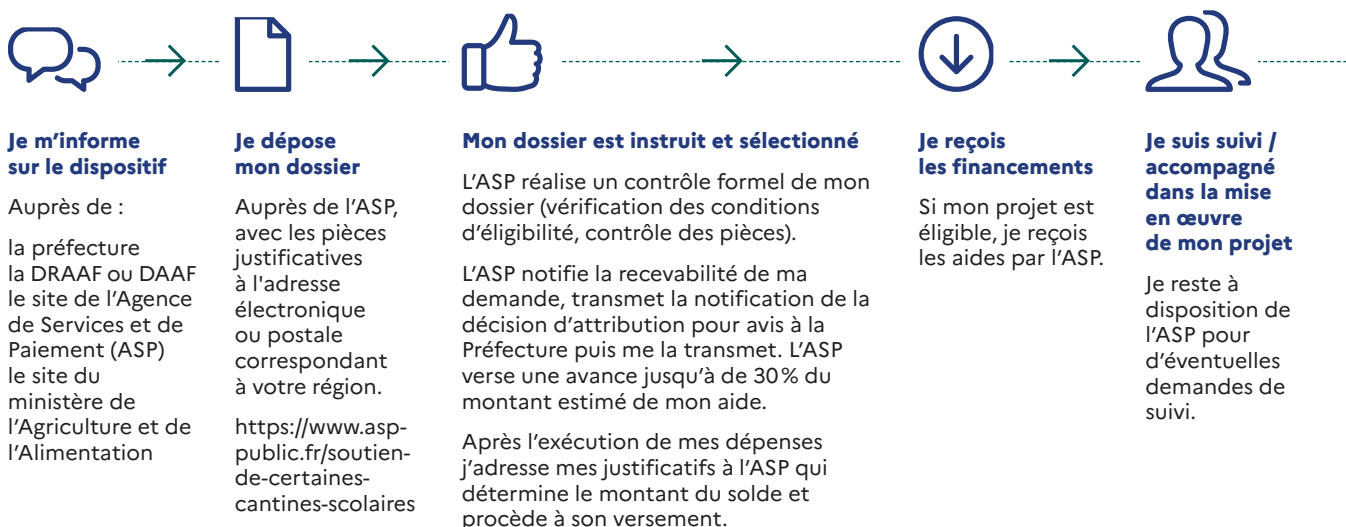 Je m'informe
sur le dispositif
Auprès de :
la préfecture
la DRAAF ou DAAF
le site de l'Agence
de Services et de
Paiement (ASP)
le site du
ministère de
l'Agriculture et de
l'Alimentation
Je dépose
mon dossier
Auprès de l'ASP,
avec les pièces
justificatives
à l'adresse
électronique
ou postale
correspondant
à votre région.
https://www.asp-
public.fr/soutien-
de-certaines-
cantines-scolaires
Mon dossier est instruit et sélectionné
L'ASP réalise un contrôle formel de mon
dossier (vérification des conditions
d'éligibilité, contrôle des pièces).
L'ASP notifie la recevabilité de ma
demande, transmet la notification de la
décision d'attribution pour avis à la
Préfecture puis me la transmet. L'ASP
verse une avance jusqu'à de 30 % du
montant estimé de mon aide.
Après l'exécution de mes dépenses
j'adresse mes justificatifs à l'ASP qui
détermine le montant du solde et
procède à son versement.
Je reçois
les financements
Si mon projet est
éligible, je reçois
les aides par l'ASP.
Je suis suivi /
accompagné
dans la mise
en œuvre
de mon projet
Je reste à
disposition de
l'ASP pour
d'éventuelles
demandes de
suivi.